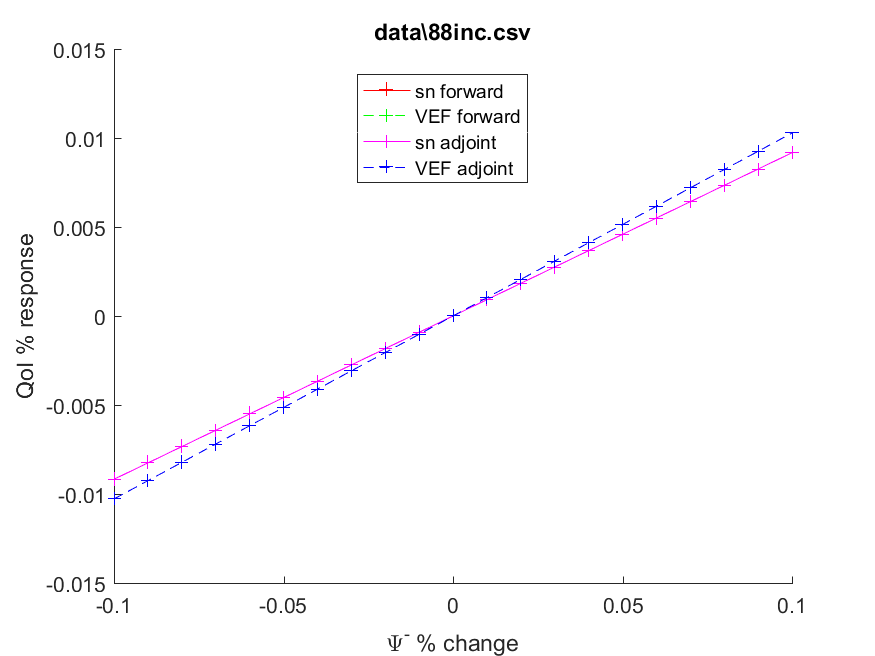 data\88inc.csv
0.015
0.01
0.005
0
-0.005
-0.01
-0.015
QoI % response
sn forward
VEF forward
sn adjoint
VEF adjoint
-0.1
-0.05
0
0.05
0.1
Ψ- % change